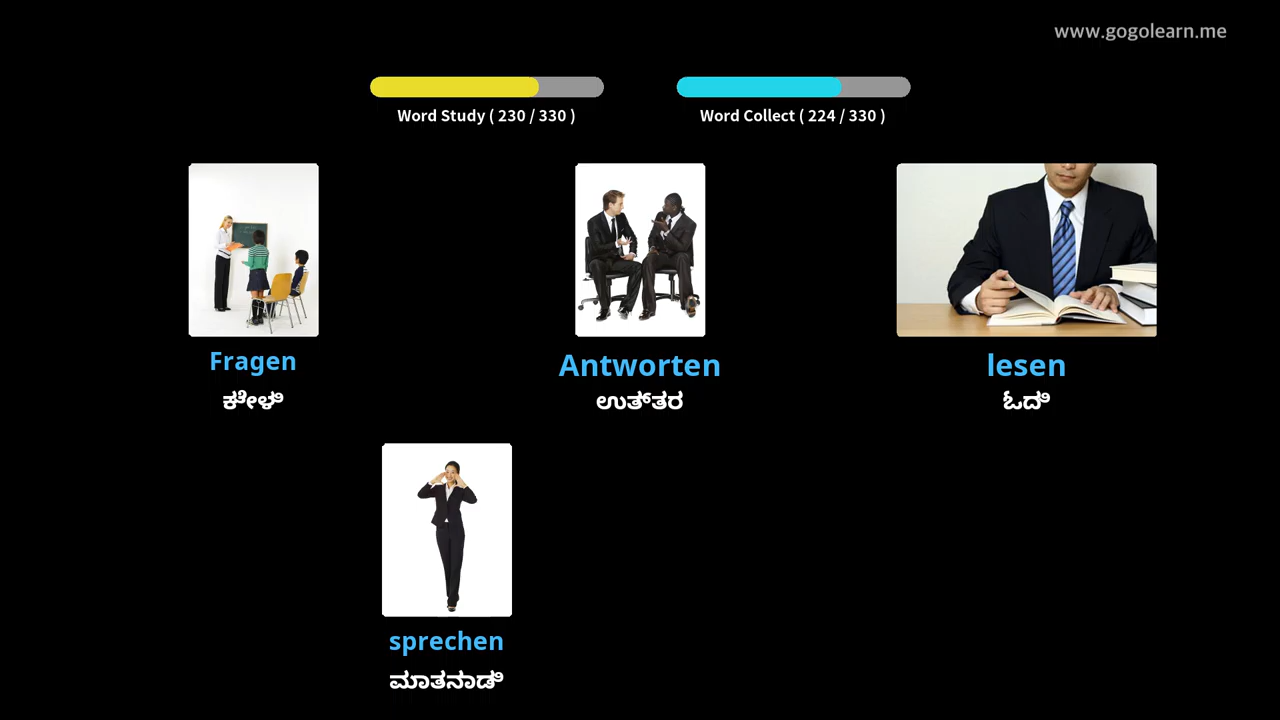 www.gogolearn.me
Word Study ( 230 / 330 )
Word Collect ( 224 / 330 )
Fragen
Antworten
lesen
ಕೇಳಿ
ಉತ್ತರ
ಓದಿ
sprechen
ಮಾತನಾಡಿ